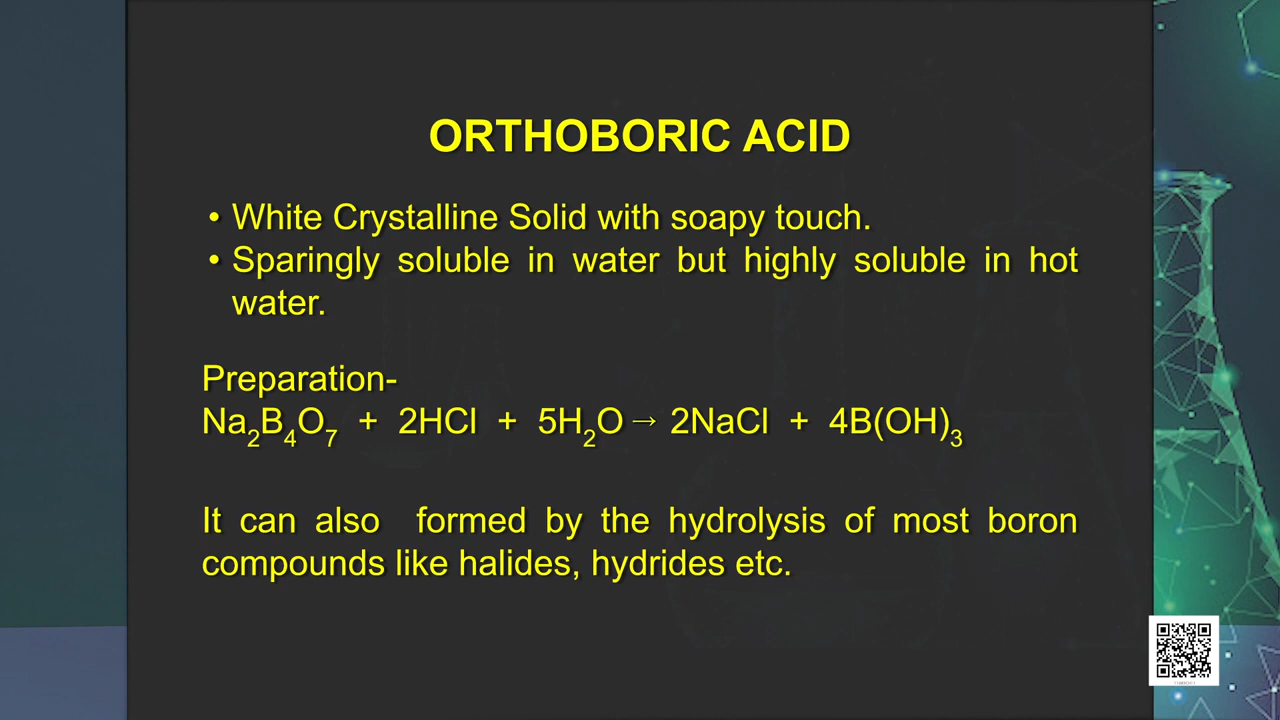 ORTHOBORIC ACID
• White Crystalline Solid with soapy touch.
• Sparingly soluble in water but highly soluble in hot
water.
Preparation-
Na₂B₄O₇ + 2HCl + 5H₂O → 2NaCl + 4B(OH)₃
It can also formed by the hydrolysis of most boron
compounds like halides, hydrides etc.